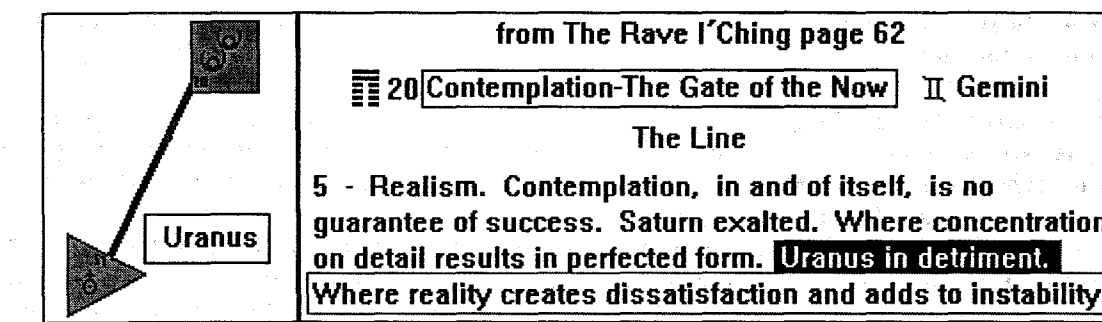 from The Rave I'Ching page 62
20 Contemplation-The Gate of the Now ♊ Gemini
The Line
5 - Realism. Contemplation, in and of itself, is no
guarantee of success. Saturn exalted. Where concentration
on detail results in perfected form. Uranus in detriment.
Where reality creates dissatisfaction and adds to instability
Uranus